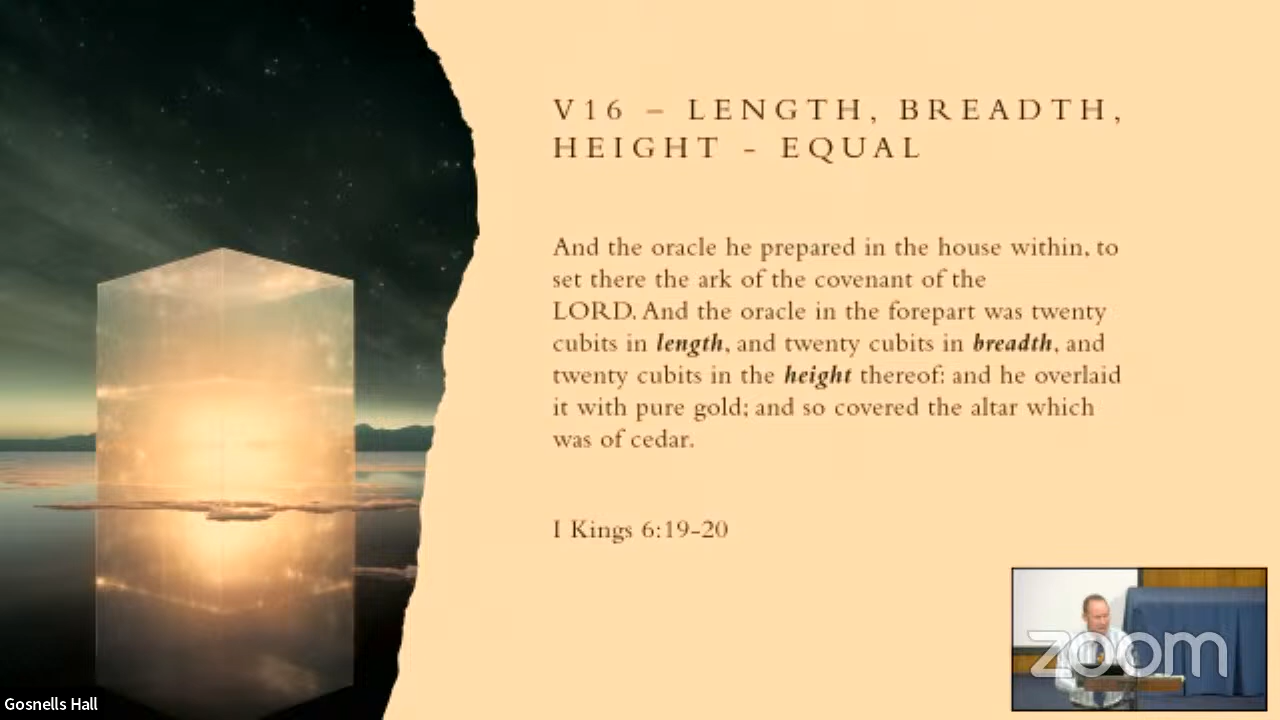 V16 – LENGTH, BREADTH,
HEIGHT - EQUAL
And the oracle he prepared in the house within, to
set there the ark of the covenant of the
LORD. And the oracle in the forepart was twenty
cubits in length, and twenty cubits in breadth, and
twenty cubits in the height thereof: and he overlaid
it with pure gold; and so covered the altar which
was of cedar.
I Kings 6:19-20
zoom
Gosnells Hall